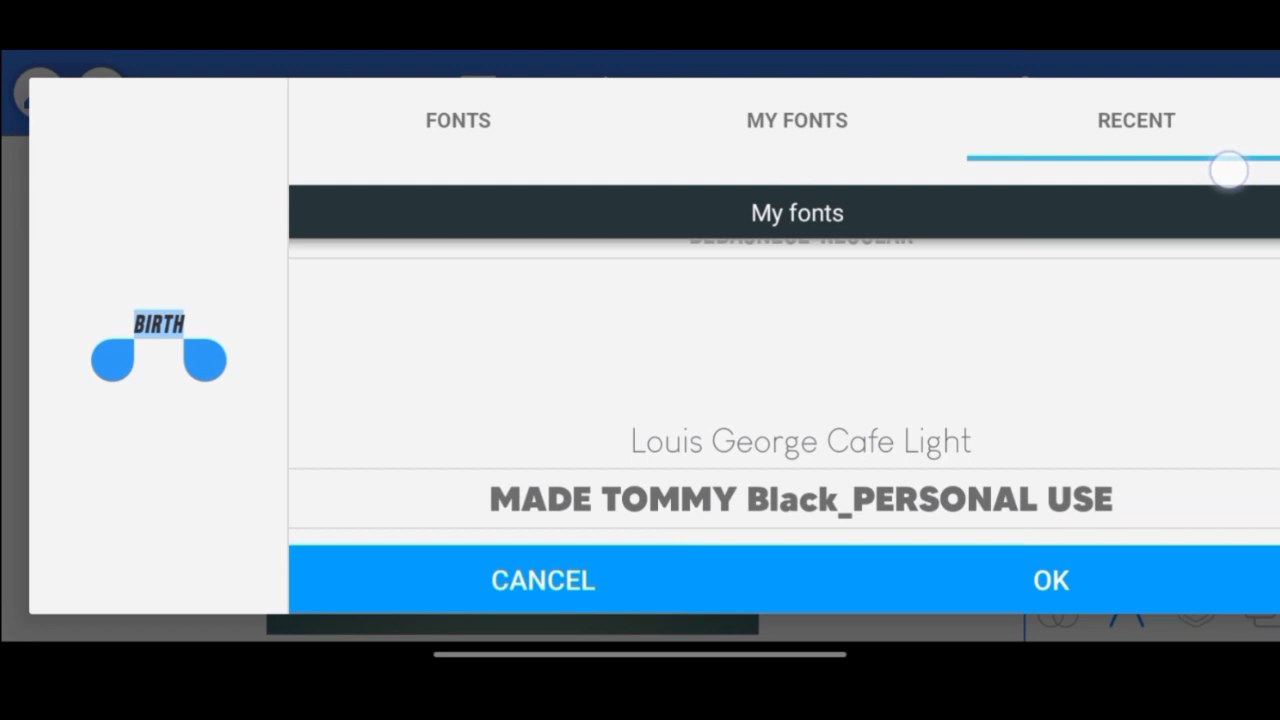 FONTS
MY FONTS
RECENT
My fonts
BIRTH
Louis George Cafe Light
MADE TOMMY Black_PERSONAL USE
CANCEL
OK